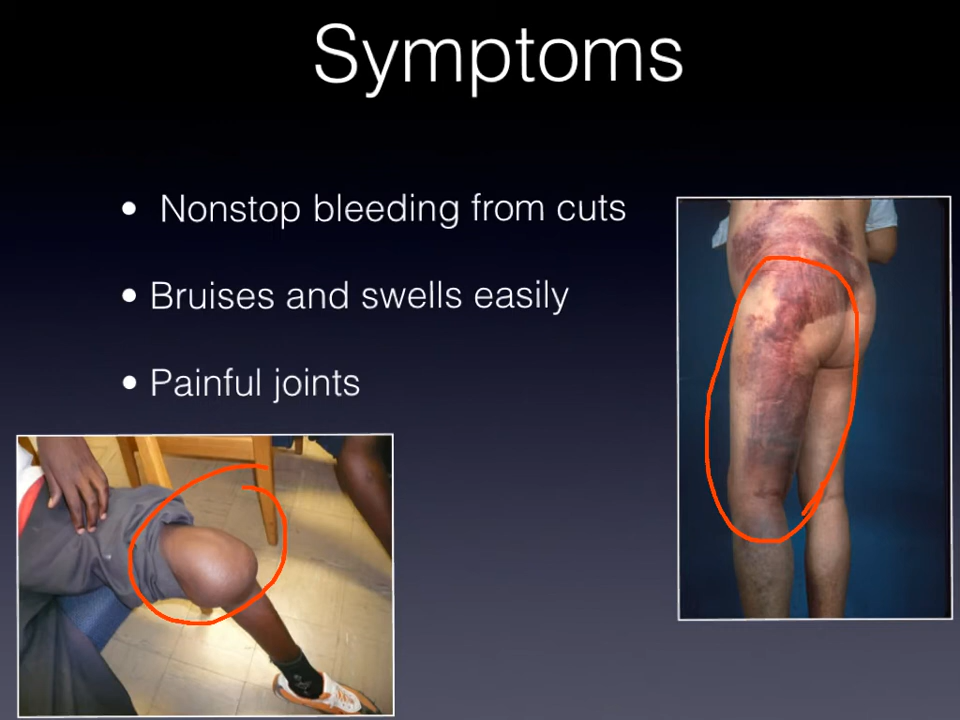 Symptoms
• Nonstop bleeding from cuts
• Bruises and swells easily
• Painful joints